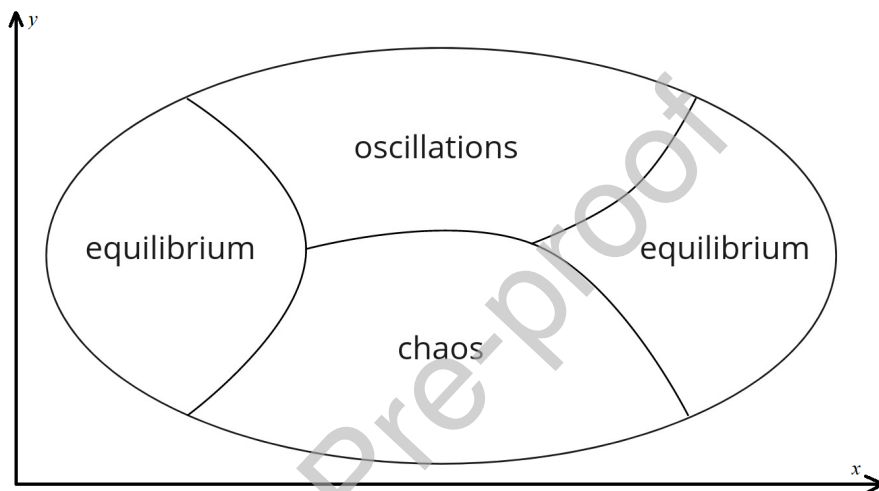 y
oscillations
equilibrium
equilibrium
chaos
x
Pre-proof